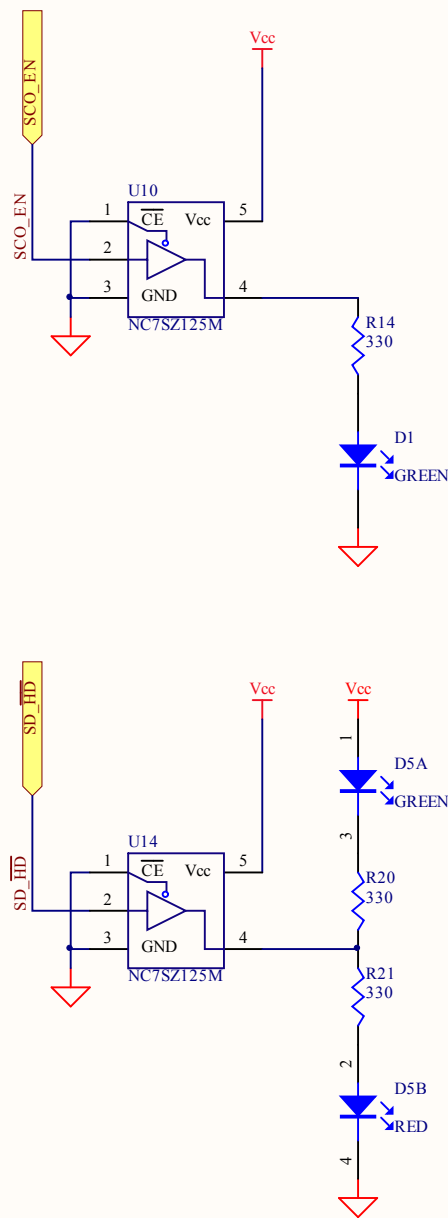 Vcc
SCO_EN
SCO_EN
U10
1
CE
Vcc
5
2
3
GND
4
NC7SZ125M
R14
330
D1
GREEN
SD_HD
SD_HD
Vcc
Vcc
1
D5A
GREEN
3
U14
1
CE
Vcc
5
2
3
GND
4
NC7SZ125M
R20
330
R21
330
2
D5B
RED
4